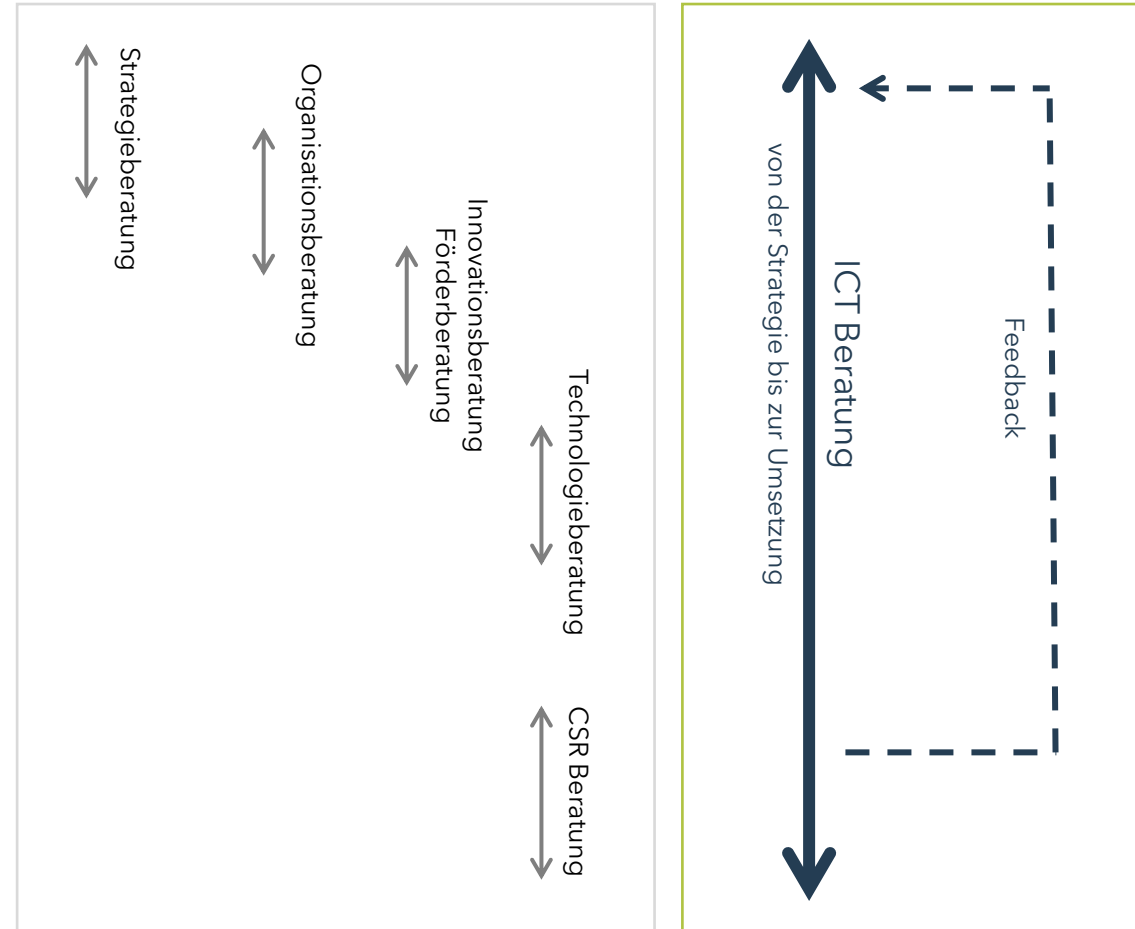 Strategieberatung
Organisationsberatung
Innovationsberatung
Förderberatung
Technologieberatung
CSR Beratung
ICT Beratung
von der Strategie bis zur Umsetzung
Feedback